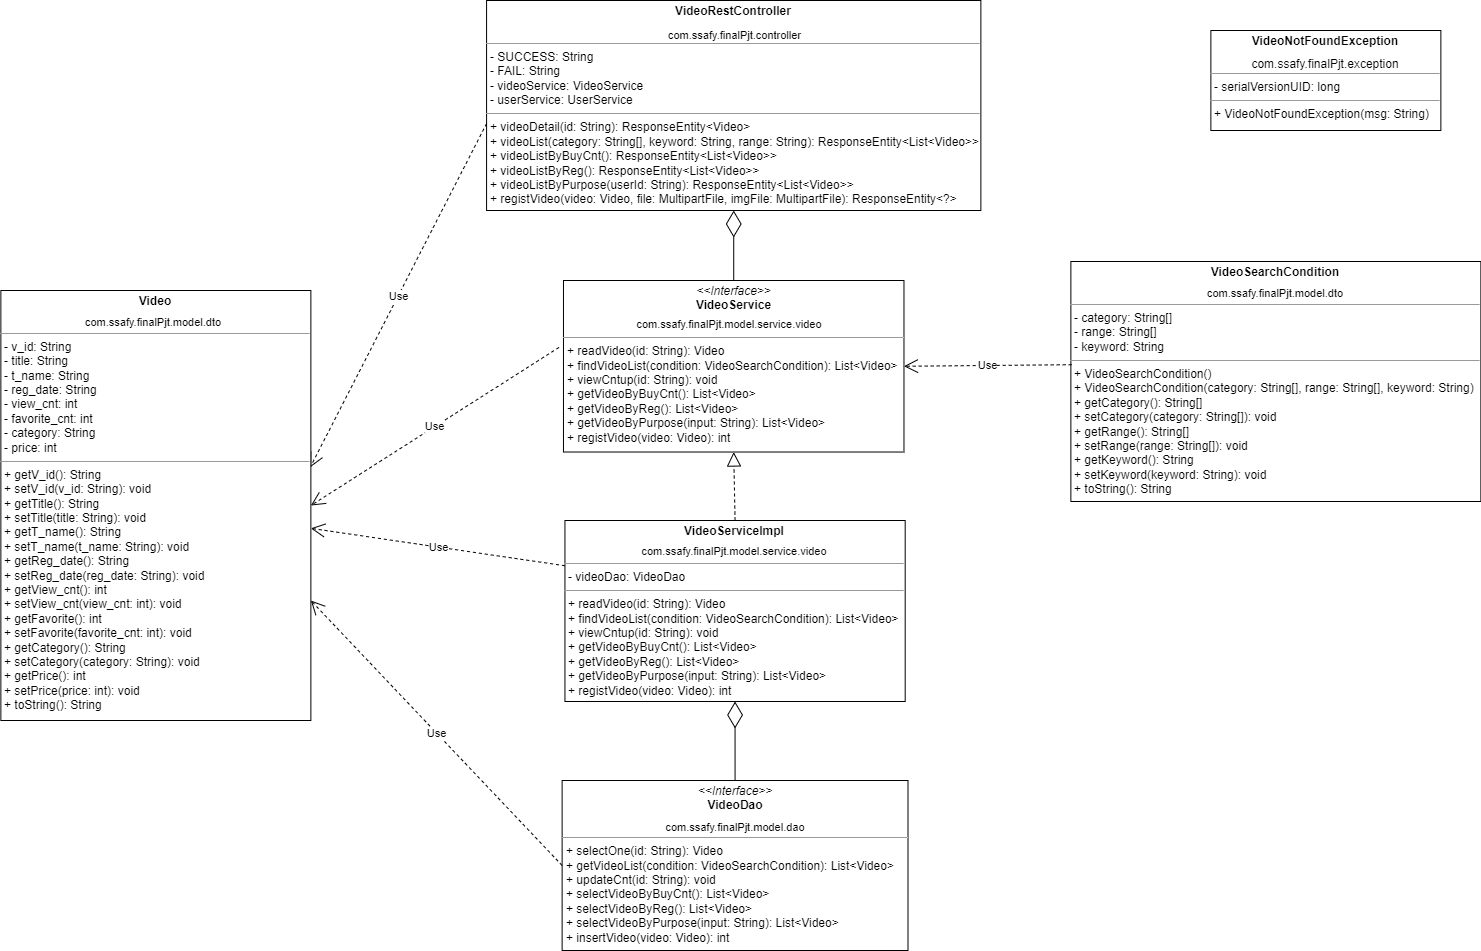 VideoRestController
com.ssafy.finalPjt.controller
- SUCCESS: String
- FAIL: String
- videoService: VideoService
- userService: UserService
+ videoDetail(id: String): ResponseEntity<Video>
+ videoList(category: String[], keyword: String, range: String): ResponseEntity<List<Video>>
+ videoListByBuyCnt(): ResponseEntity<List<Video>>
+ videoListByReg(): ResponseEntity<List<Video>>
+ videoListByPurpose(userId: String): ResponseEntity<List<Video>>
+ registVideo(video: Video, file: MultipartFile, imgFile: MultipartFile): ResponseEntity<?>
VideoNotFoundException
com.ssafy.finalPjt.exception
- serialVersionUID: long
+ VideoNotFoundException(msg: String)
Use
Video
com.ssafy.finalPjt.model.dto
- v_id: String
- title: String
- t_name: String
- reg_date: String
- view_cnt: int
- favorite_cnt: int
- category: String
- price: int
+ getV_id(): String
+ setV_id(v_id: String): void
+ getTitle(): String
+ setTitle(title: String): void
+ getT_name(): String
+ setT_name(t_name: String): void
+ getReg_date(): String
+ setReg_date(reg_date: String): void
+ getView_cnt(): int
+ setView_cnt(view_cnt: int): void
+ getFavorite(): int
+ setFavorite(favorite_cnt: int): void
+ getCategory(): String
+ setCategory(category: String): void
+ getPrice(): int
+ setPrice(price: int): void
+ toString(): String
Use
<<Interface>>
VideoService
com.ssafy.finalPjt.model.service.video
+ readVideo(id: String): Video
+ findVideoList(condition: VideoSearchCondition): List<Video>
+ viewCntup(id: String): void
+ getVideoByBuyCnt(): List<Video>
+ getVideoByReg(): List<Video>
+ getVideoByPurpose(input: String): List<Video>
+ registVideo(video: Video): int
Use
VideoSearchCondition
com.ssafy.finalPjt.model.dto
- category: String[]
- range: String[]
- keyword: String
+ VideoSearchCondition()
+ VideoSearchCondition(category: String[], range: String[], keyword: String)
+ getCategory(): String[]
+ setCategory(category: String[]): void
+ getRange(): String[]
+ setRange(range: String[]): void
+ getKeyword(): String
+ setKeyword(keyword: String): void
+ toString(): String
Use
VideoServiceImpl
com.ssafy.finalPjt.model.service.video
- videoDao: VideoDao
+ readVideo(id: String): Video
+ findVideoList(condition: VideoSearchCondition): List<Video>
+ viewCntup(id: String): void
+ getVideoByBuyCnt(): List<Video>
+ getVideoByReg(): List<Video>
+ getVideoByPurpose(input: String): List<Video>
+ registVideo(video: Video): int
Use
<<Interface>>
VideoDao
com.ssafy.finalPjt.model.dao
+ selectOne(id: String): Video
+ getVideoList(condition: VideoSearchCondition): List<Video>
+ updateCnt(id: String): void
+ selectVideoByBuyCnt(): List<Video>
+ selectVideoByReg(): List<Video>
+ selectVideoByPurpose(input: String): List<Video>
+ insertVideo(video: Video): int